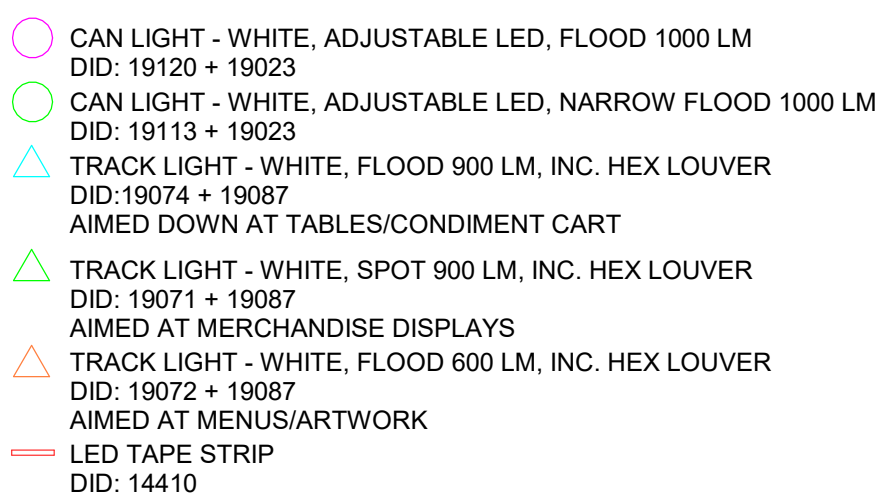 CAN LIGHT - WHITE, ADJUSTABLE LED, FLOOD 1000 LM
DID: 19120 + 19023
CAN LIGHT - WHITE, ADJUSTABLE LED, NARROW FLOOD 1000 LM
DID: 19113 + 19023
TRACK LIGHT - WHITE, FLOOD 900 LM, INC. HEX LOUVER
DID:19074 + 19087
AIMED DOWN AT TABLES/CONDIMENT CART
TRACK LIGHT - WHITE, SPOT 900 LM, INC. HEX LOUVER
DID: 19071 + 19087
AIMED AT MERCHANDISE DISPLAYS
TRACK LIGHT - WHITE, FLOOD 600 LM, INC. HEX LOUVER
DID: 19072 + 19087
AIMED AT MENUS/ARTWORK
LED TAPE STRIP
DID: 14410